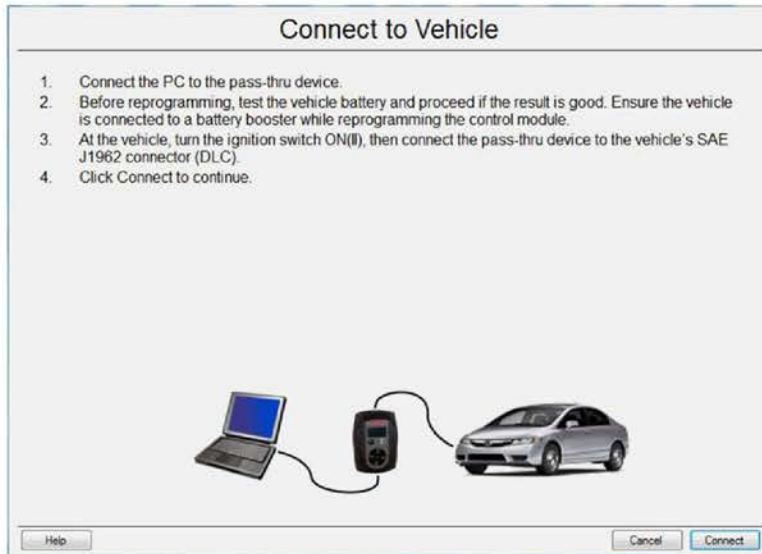 Connect to Vehicle
1. Connect the PC to the pass-thru device.
2. Before reprogramming, test the vehicle battery and proceed if the result is good. Ensure the vehicle
is connected to a battery booster while reprogramming the control module.
3. At the vehicle, turn the ignition switch ON(II), then connect the pass-thru device to the vehicle's SAE
J1962 connector (DLC).
4. Click Connect to continue.
Help
Cancel
Connect